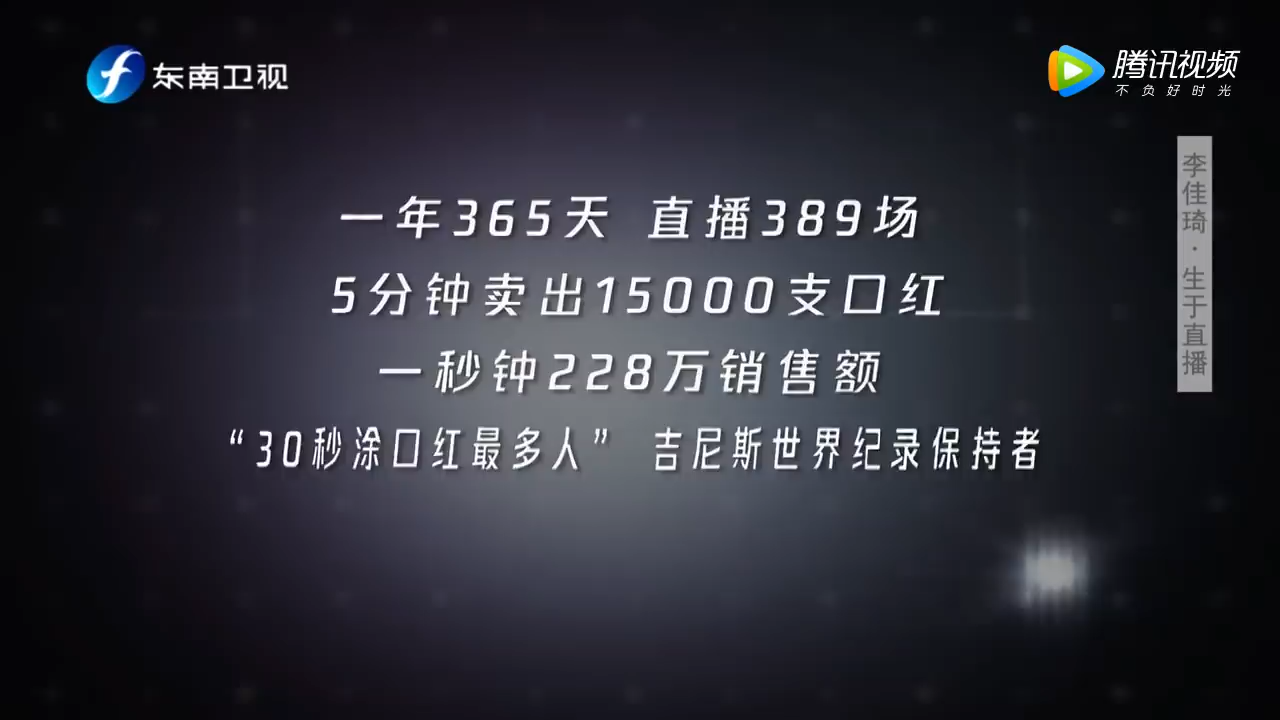 东南卫视
腾讯视频
不负好时光
李佳琦·生于直播
一年365天 直播389场
5分钟卖出15000支口红
一秒钟228万销售额
“30秒涂口红最多人” 吉尼斯世界纪录保持者